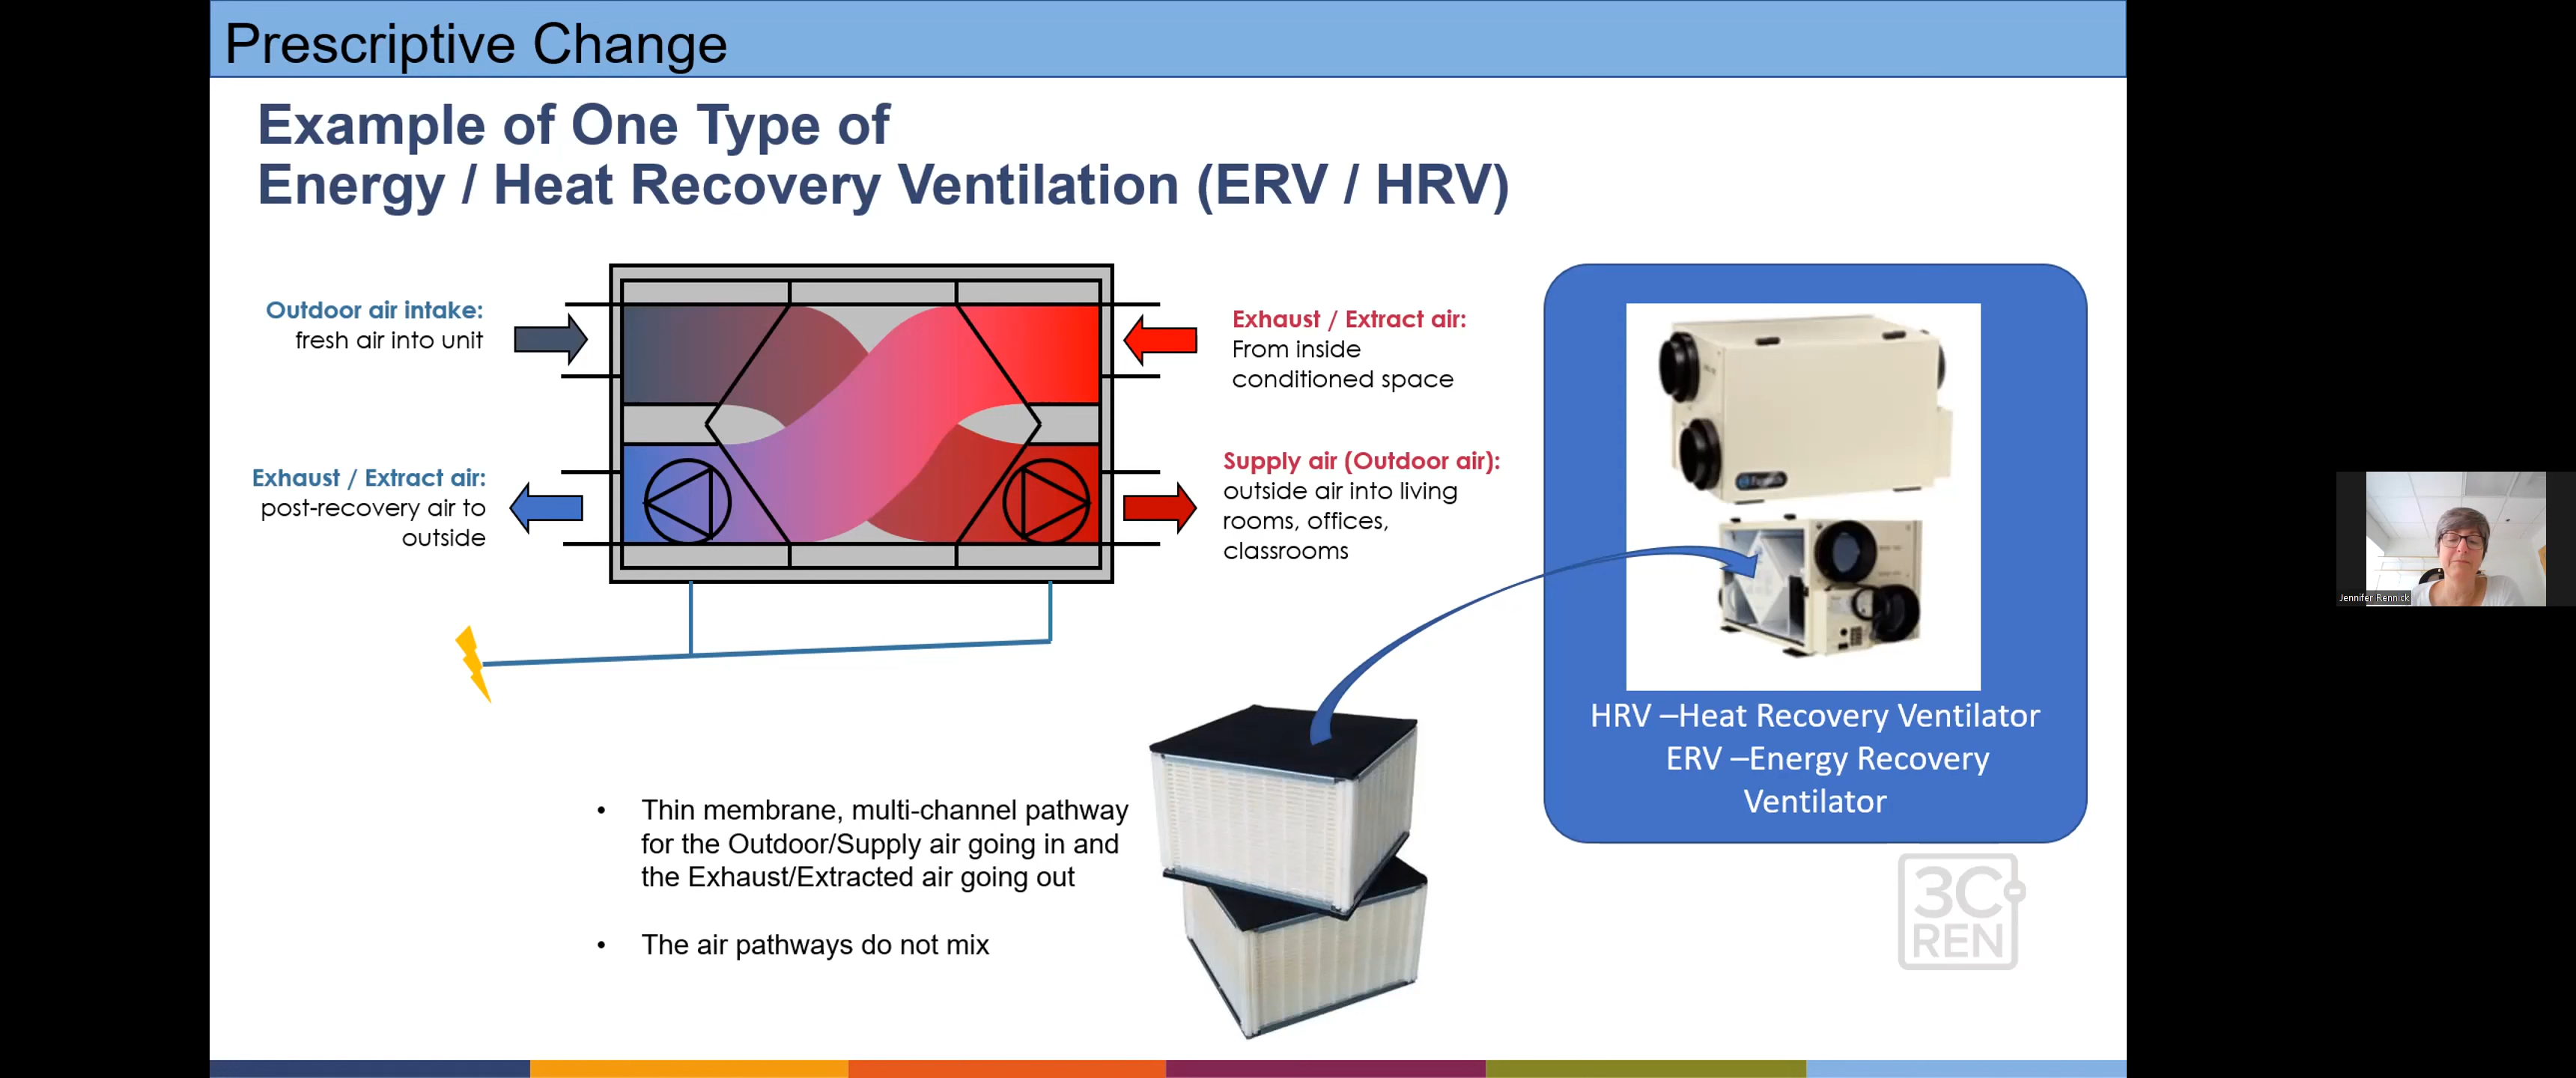 Prescriptive Change
Example of One Type of
Energy / Heat Recovery Ventilation (ERV / HRV)
Outdoor air intake:
fresh air into unit
Exhaust / Extract air:
post-recovery air to
outside
Exhaust / Extract air:
From inside
conditioned space
Supply air (Outdoor air):
outside air into living
rooms, offices,
classrooms
HRV –Heat Recovery Ventilator
ERV –Energy Recovery
Ventilator
• Thin membrane, multi-channel pathway
for the Outdoor/Supply air going in and
the Exhaust/Extracted air going out
• The air pathways do not mix
3C
REN
Jennifer Rennick